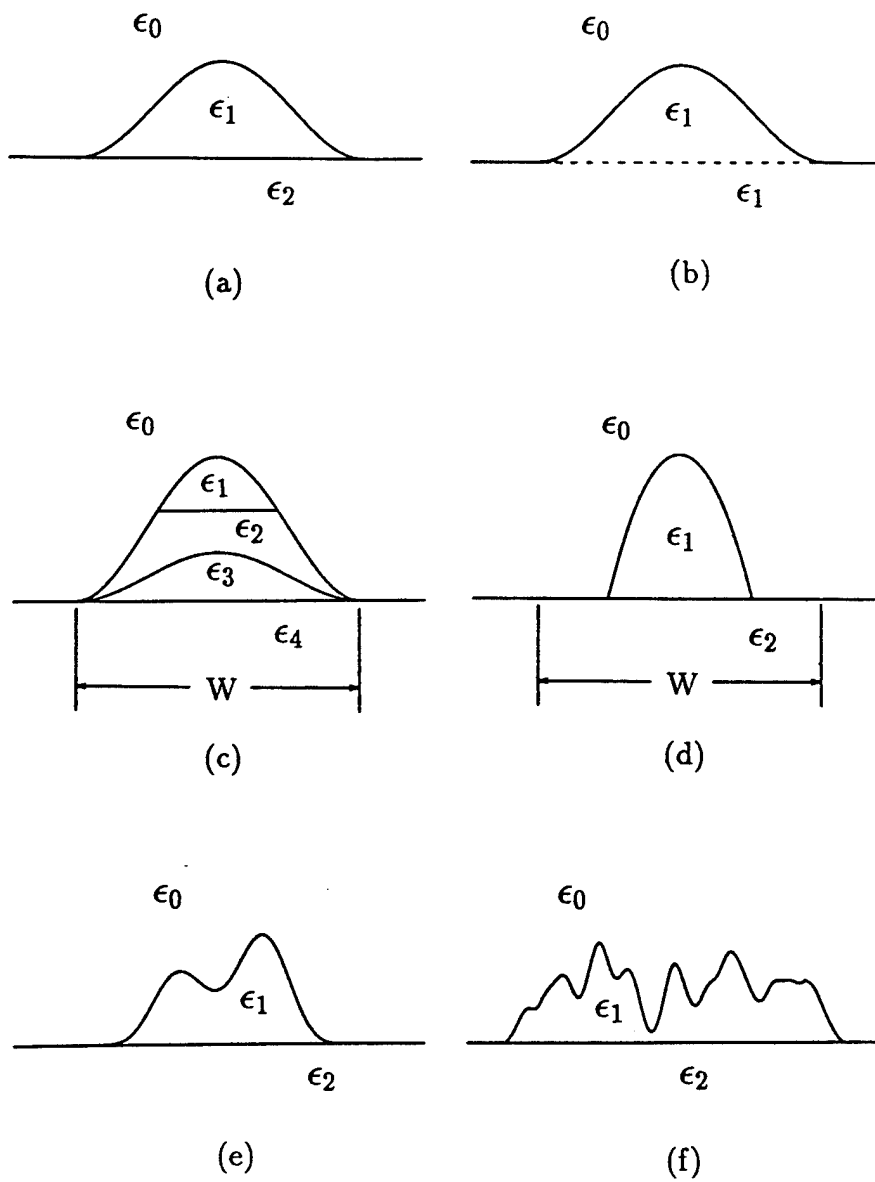 ϵ₀ ϵ₀
ϵ₁ ϵ₁
ϵ₂ ϵ₁
(a) (b)
ϵ₀ ϵ₀
ϵ₁
ϵ₂ ϵ₁
ϵ₃
ϵ₄ ϵ₂
W W
(c) (d)
ϵ₀ ϵ₀
ϵ₁ ϵ₁
ϵ₂ ϵ₂
(e) (f)